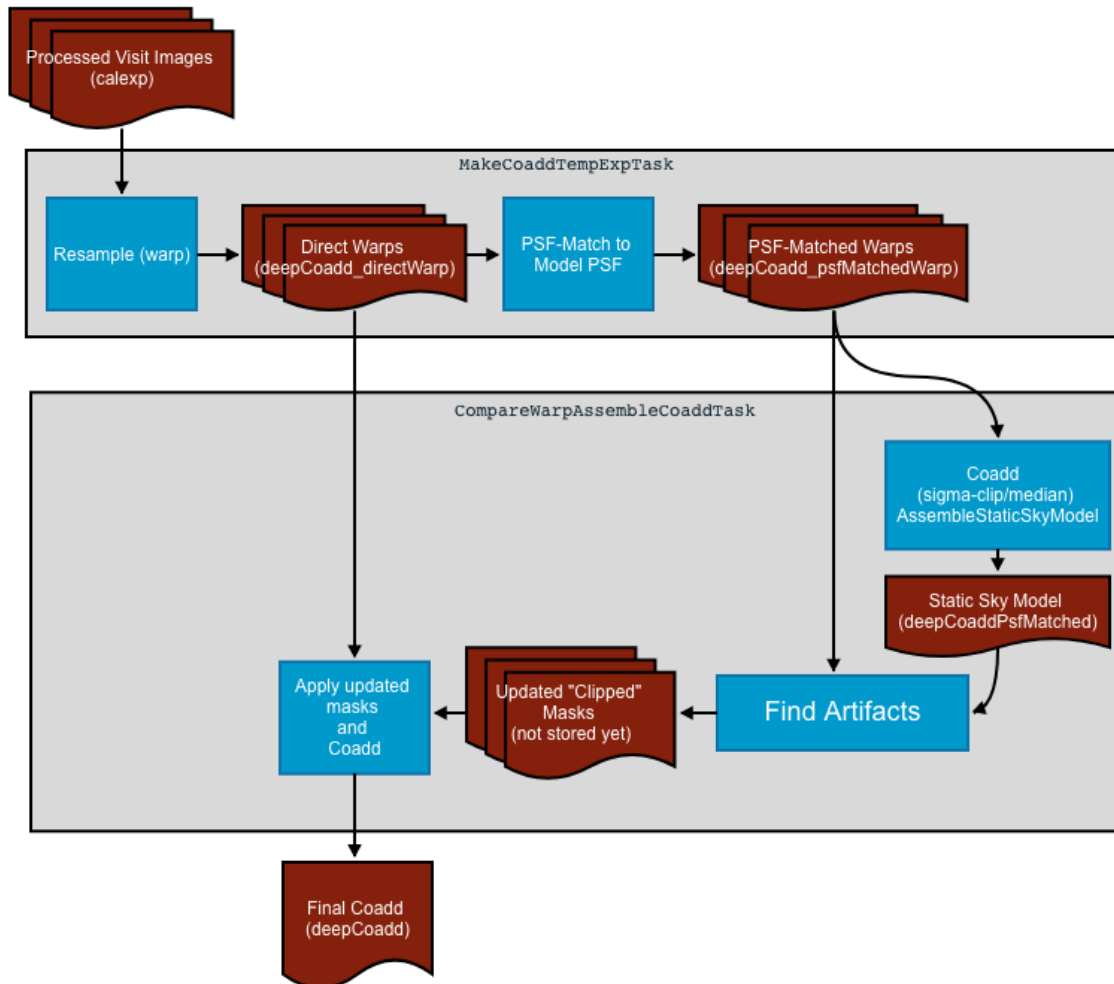 Processed Visit Images
(calexp)
MakeCoaddTempExpTask
Resample (warp)
Direct Warps
(deepCoadd_directWarp)
PSF-Match to
Model PSF
PSF-Matched Warps
(deepCoadd_psfMatchedWarp)
CompareWarpAssembleCoaddTask
Coadd
(sigma-clip/median)
AssembleStaticSkyModel
Static Sky Model
(deepCoaddPsfMatched)
Apply updated
masks
and
Coadd
Updated "Clipped"
Masks
(not stored yet)
Find Artifacts
Final Coadd
(deepCoadd)